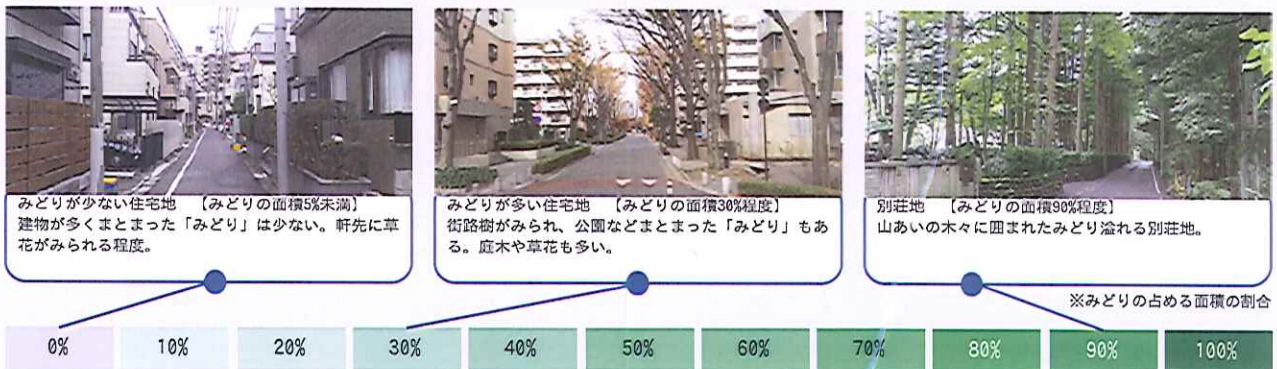 みどりが少ない住宅地 【みどりの面積5%未満】
建物が多くまとまった「みどり」は少ない。軒先に草
花がみられる程度。
みどりが多い住宅地 【みどりの面積30%程度】
街路樹がみられ、公園などまとまった「みどり」もあ
る。庭木や草花も多い。
別荘地 【みどりの面積90%程度】
山あいの木々に囲まれたみどり溢れる別荘地。
※みどりの占める面積の割合
0% 10% 20% 30% 40% 50% 60% 70% 80% 90% 100%